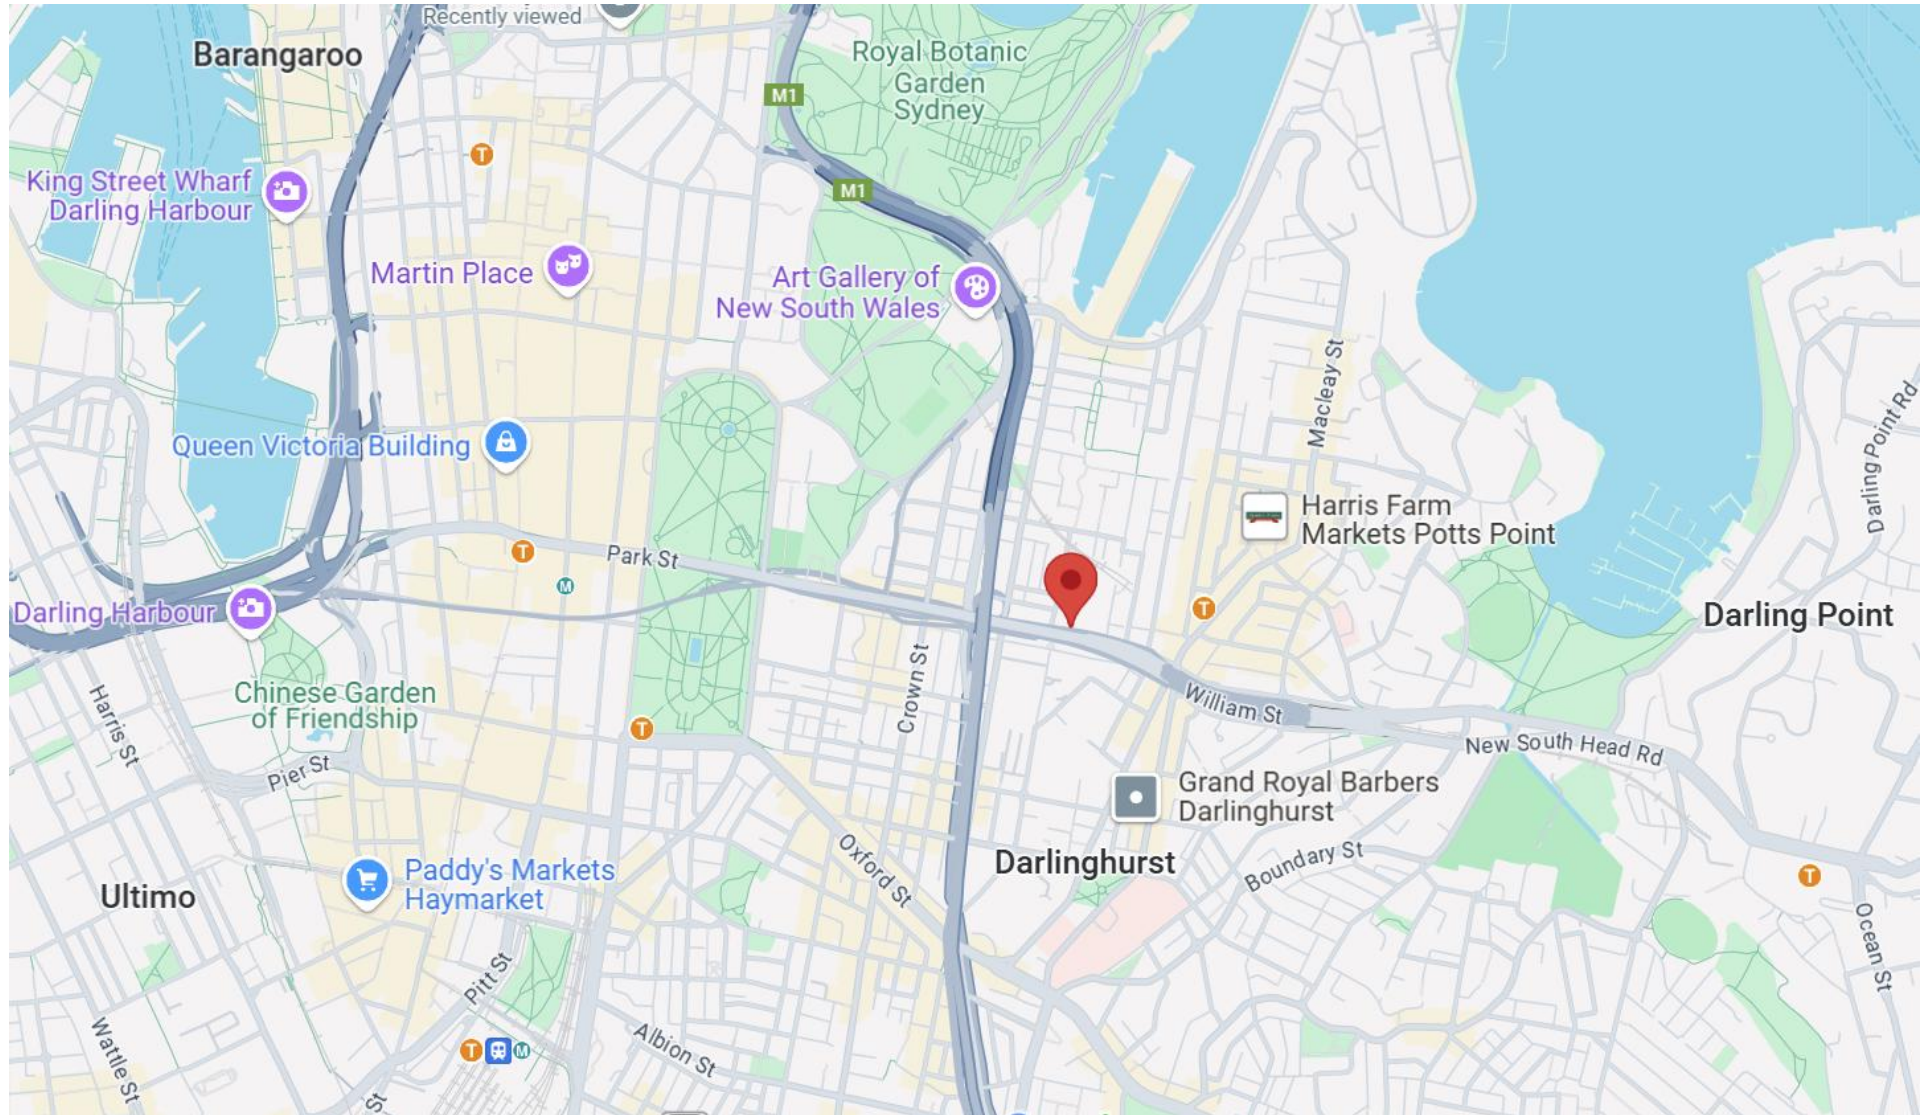 Recently viewed
Barangaroo
Royal Botanic
Garden
Sydney
M1
T
King Street Wharf
Darling Harbour
M1
Martin Place
Art Gallery of
New South Wales
Macleay St
Darling Point Rd
Queen Victoria Building
Harris Farm
Markets Potts Point
T
Park St
M
T
Darling Harbour
Darling Point
Crown St
Chinese Garden
of Friendship
Harris St
William St
T
New South Head Rd
Pier St
Grand Royal Barbers
Darlinghurst
Oxford St
Boundary St
Darlinghurst
Paddy's Markets
Haymarket
T
Ultimo
Ocean St
Pitt St
Wattle St
Albion St
T
M
St